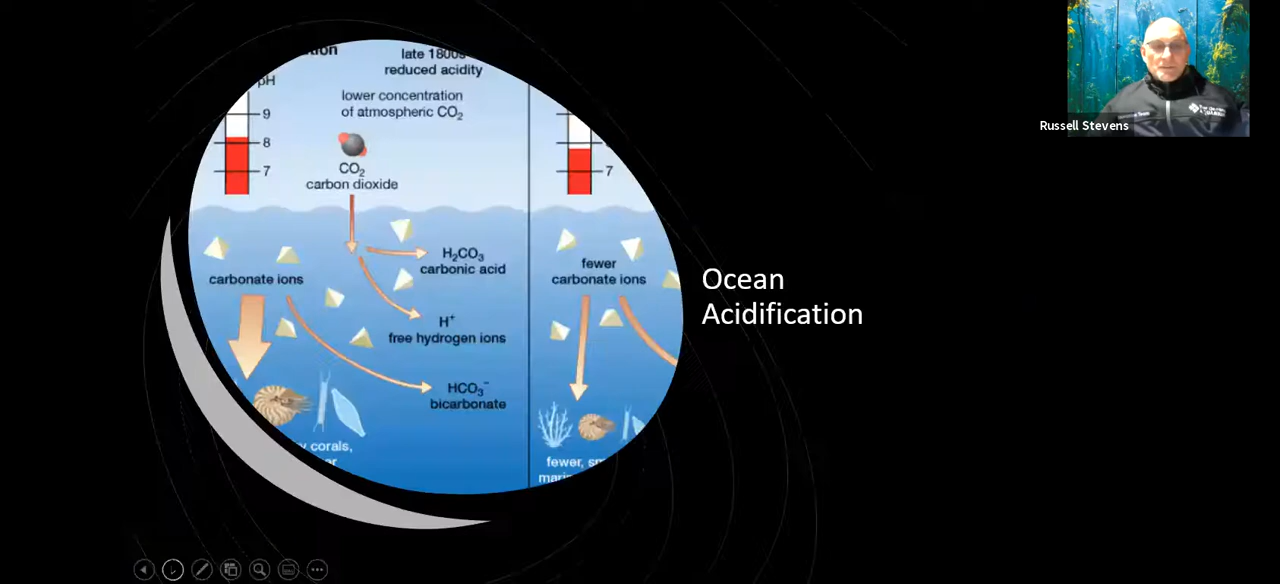 late 1800s
reduced acidity
pH
lower concentration
of atmospheric CO₂
9
8
7
CO₂
carbon dioxide
7
H₂CO₃
carbonic acid
carbonate ions
fewer
carbonate ions
H⁺
free hydrogen ions
HCO₃⁻
bicarbonate
corals,
fewer,
Ocean
Acidification
Russell Stevens